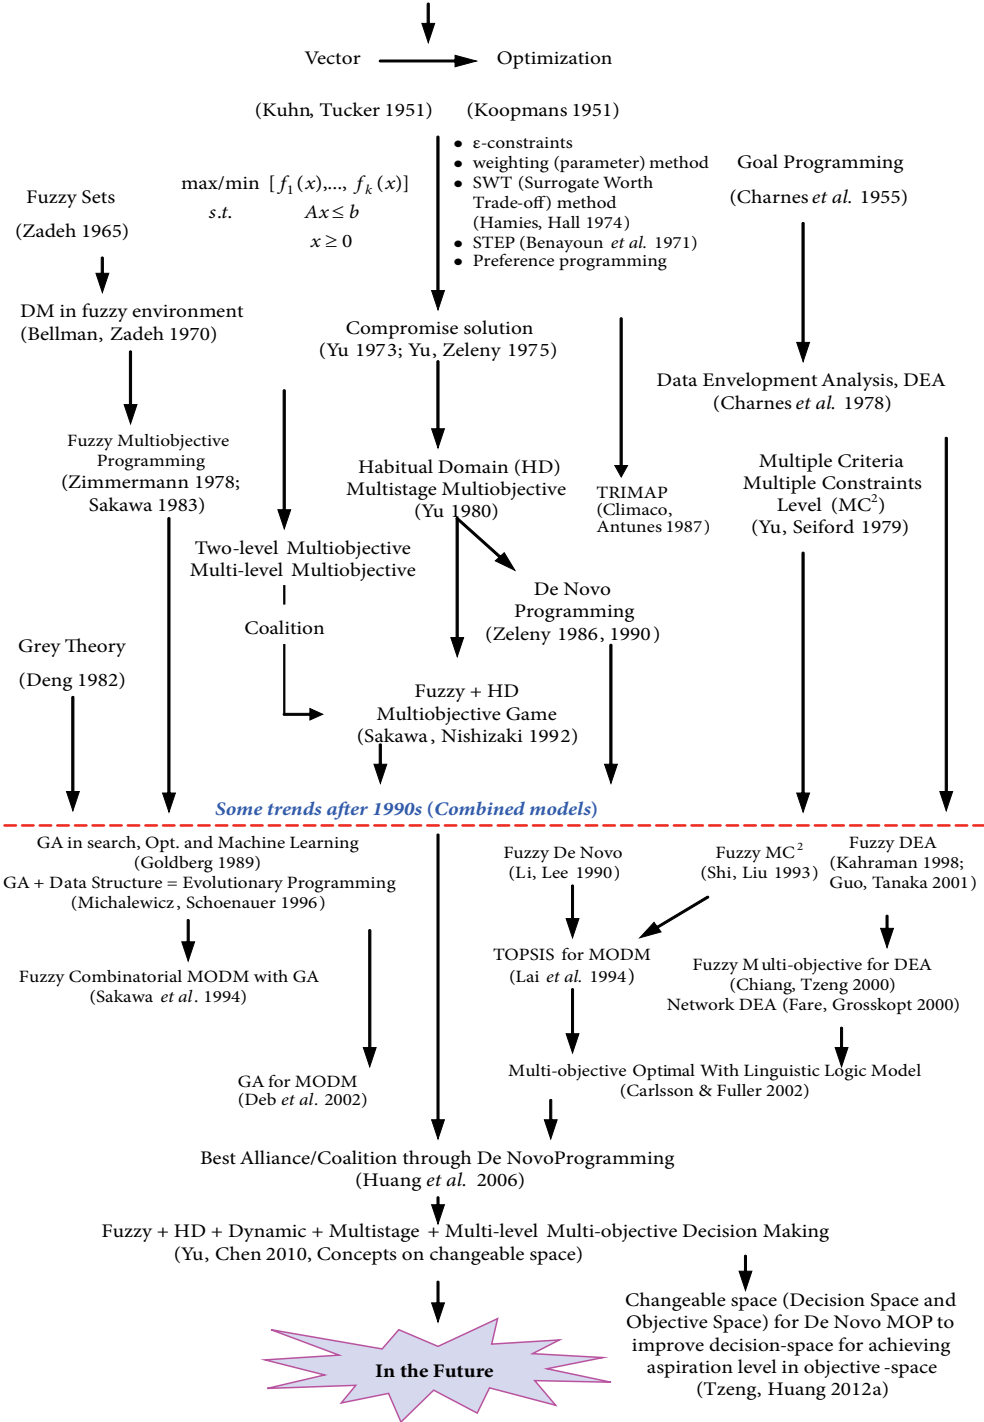 Vector Optimization
(Kuhn, Tucker 1951) (Koopmans 1951)
• ε-constraints
• weighting (parameter) method
• SWT (Surrogate Worth
Trade-off) method
(Hamies, Hall 1974)
• STEP (Benayoun et al. 1971)
• Preference programming
max/min [f₁(x),..., fₖ(x)]
s.t. Ax ≤ b
x ≥ 0
Goal Programming
(Charnes et al. 1955)
Fuzzy Sets
(Zadeh 1965)
DM in fuzzy environment
(Bellman, Zadeh 1970)
Compromise solution
(Yu 1973; Yu, Zeleny 1975)
Data Envelopment Analysis, DEA
(Charnes et al. 1978)
Fuzzy Multiobjective
Programming
(Zimmermann 1978;
Sakawa 1983)
Habitual Domain (HD)
Multistage Multiobjective
(Yu 1980)
TRIMAP
(Climaco,
Antunes 1987)
Multiple Criteria
Multiple Constraints
Level (MC²)
(Yu, Seiford 1979)
Two-level Multiobjective
Multi-level Multiobjective
De Novo
Programming
(Zeleny 1986, 1990)
Coalition
Grey Theory
(Deng 1982)
Fuzzy + HD
Multiobjective Game
(Sakawa, Nishizaki 1992)
Some trends after 1990s (Combined models)
GA in search, Opt. and Machine Learning
(Goldberg 1989)
GA + Data Structure = Evolutionary Programming
(Michalewicz, Schoenauer 1996)
Fuzzy De Novo
(Li, Lee 1990)
Fuzzy MC²
(Shi, Liu 1993)
Fuzzy DEA
(Kahraman 1998;
Guo, Tanaka 2001)
Fuzzy Combinatorial MODM with GA
(Sakawa et al. 1994)
TOPSIS for MODM
(Lai et al. 1994)
Fuzzy Multi-objective for DEA
(Chiang, Tzeng 2000)
Network DEA (Fare, Grosskopt 2000)
GA for MODM
(Deb et al. 2002)
Multi-objective Optimal With Linguistic Logic Model
(Carlsson & Fuller 2002)
Best Alliance/Coalition through De NovoProgramming
(Huang et al. 2006)
Fuzzy + HD + Dynamic + Multistage + Multi-level Multi-objective Decision Making
(Yu, Chen 2010, Concepts on changeable space)
Changeable space (Decision Space and
Objective Space) for De Novo MOP to
improve decision-space for achieving
aspiration level in objective -space
(Tzeng, Huang 2012a)
In the Future